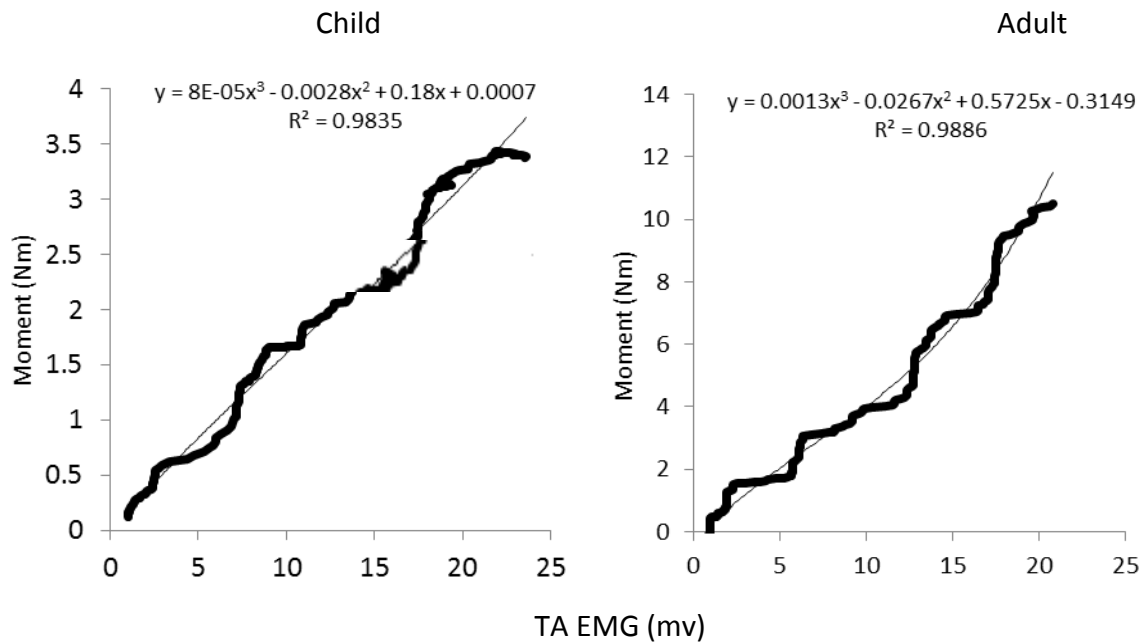 Child
y = 8E-05x³ - 0.0028x² + 0.18x + 0.0007
R² = 0.9835
4
3.5
3
2.5
2
1.5
1
0.5
0
Moment (Nm)
0 5 10 15 20 25
Adult
y = 0.0013x³ - 0.0267x² + 0.5725x - 0.3149
R² = 0.9886
14
12
10
8
6
4
2
0
Moment (Nm)
0 5 10 15 20 25
TA EMG (mv)